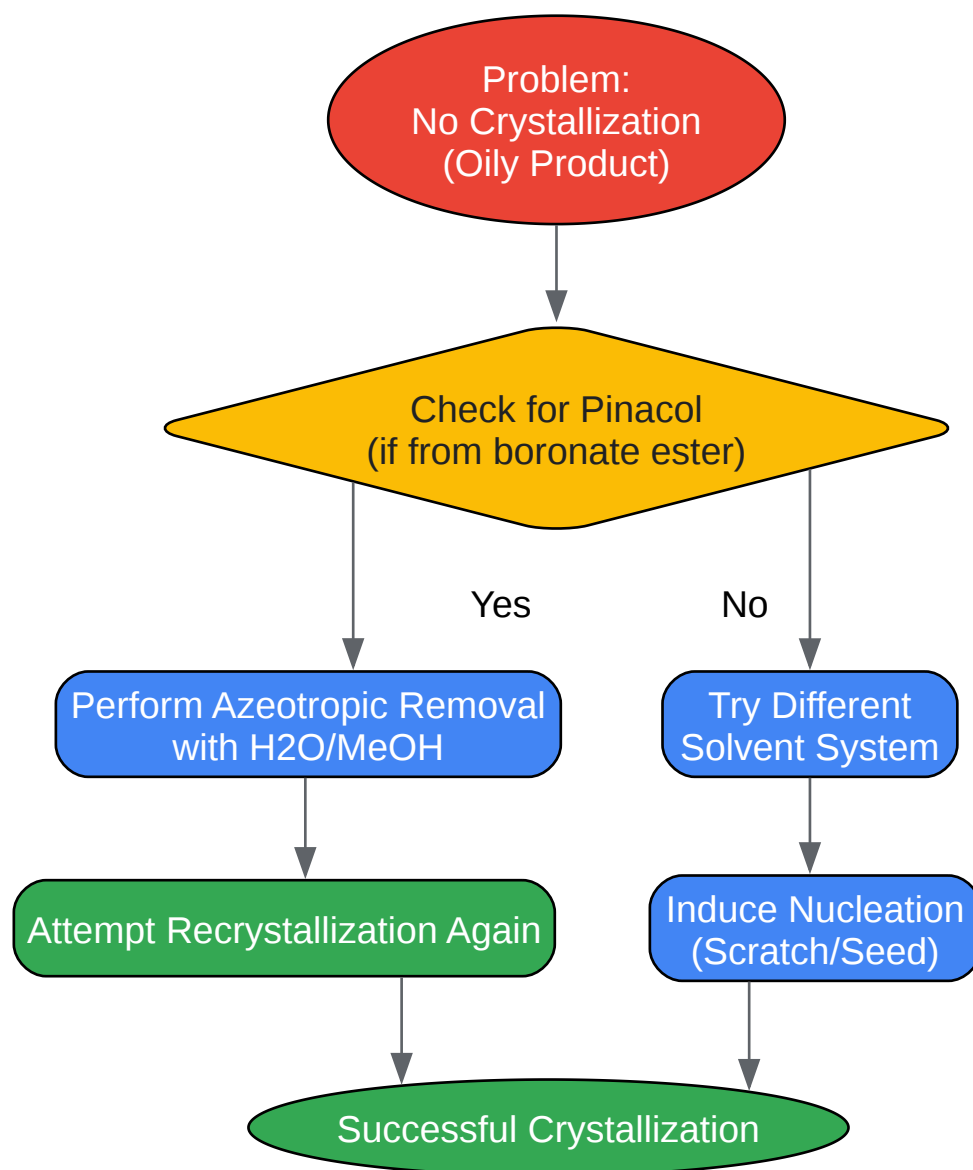 Problem:
No Crystallization
(Oily Product)
Check for Pinacol
(if from boronate ester)
Yes
No
Perform Azeotropic Removal
with H2O/MeOH
Try Different
Solvent System
Attempt Recrystallization Again
Induce Nucleation
(Scratch/Seed)
Successful Crystallization